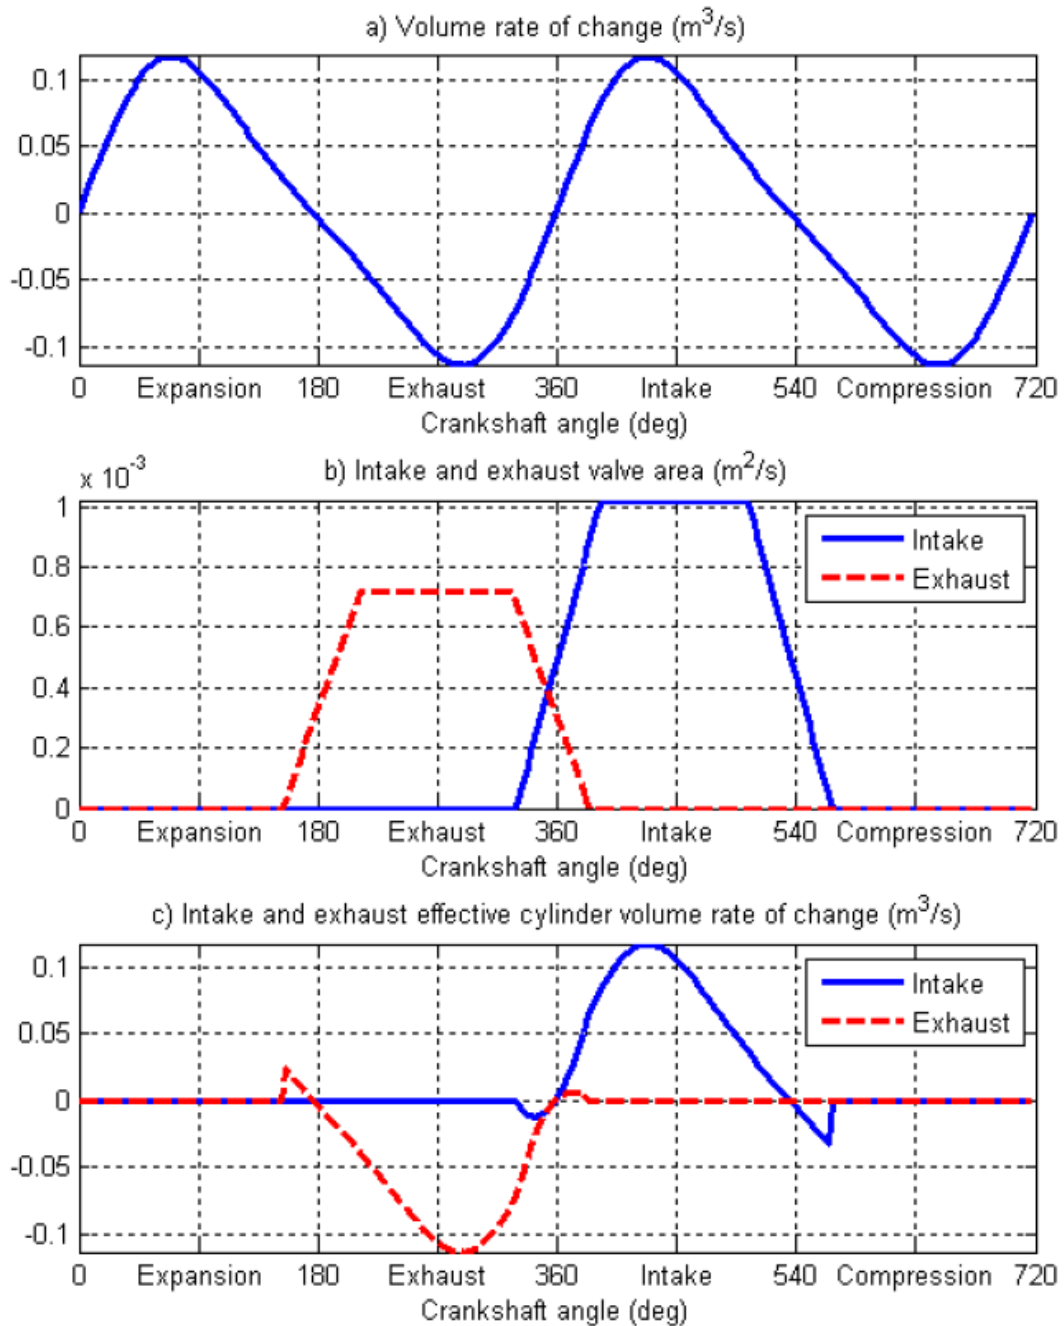 a) Volume rate of change (m³/s)
0.1
0.05
0
-0.05
-0.1
0 Expansion 180 Exhaust 360 Intake 540 Compression 720
Crankshaft angle (deg)
x 10⁻³ b) Intake and exhaust valve area (m²/s)
1
0.8
0.6
0.4
0.2
0
Intake
Exhaust
0 Expansion 180 Exhaust 360 Intake 540 Compression 720
Crankshaft angle (deg)
c) Intake and exhaust effective cylinder volume rate of change (m³/s)
0.1
0.05
0
-0.05
-0.1
Intake
Exhaust
0 Expansion 180 Exhaust 360 Intake 540 Compression 720
Crankshaft angle (deg)